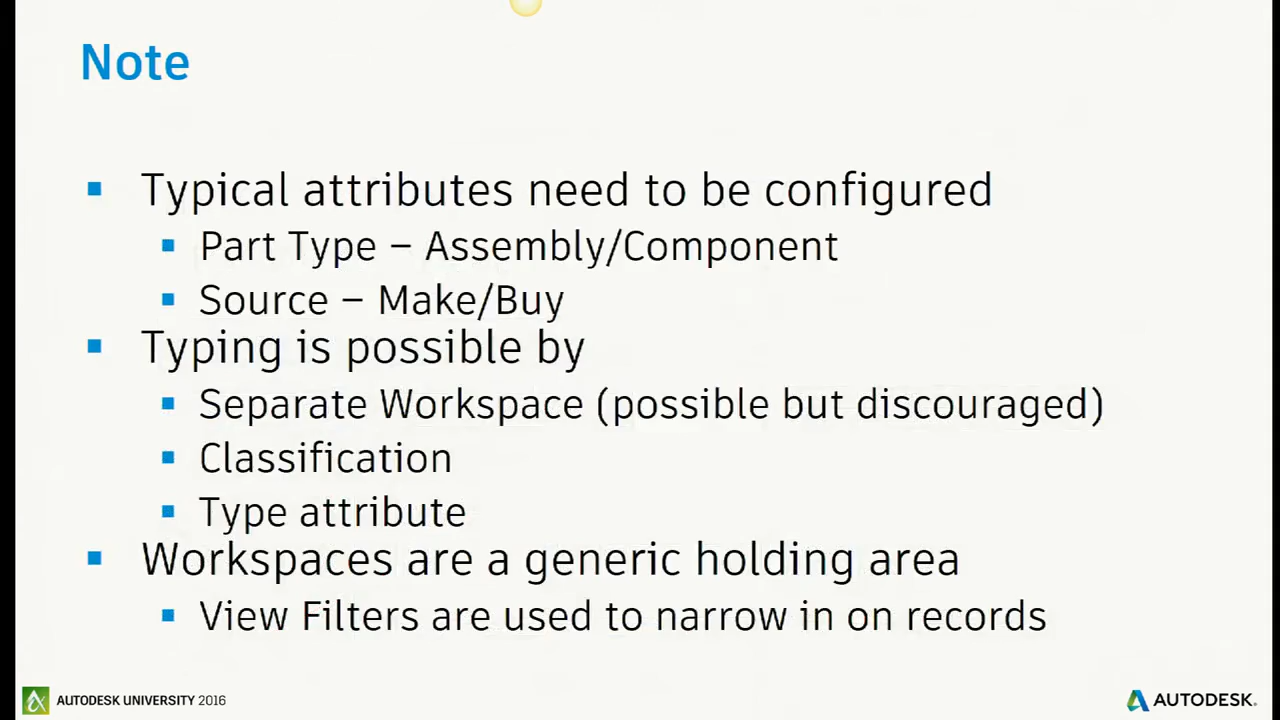 Note
Typical attributes need to be configured
Part Type – Assembly/Component
Source – Make/Buy
Typing is possible by
Separate Workspace (possible but discouraged)
Classification
Type attribute
Workspaces are a generic holding area
View Filters are used to narrow in on records
AUTODESK UNIVERSITY 2016
AUTODESK.